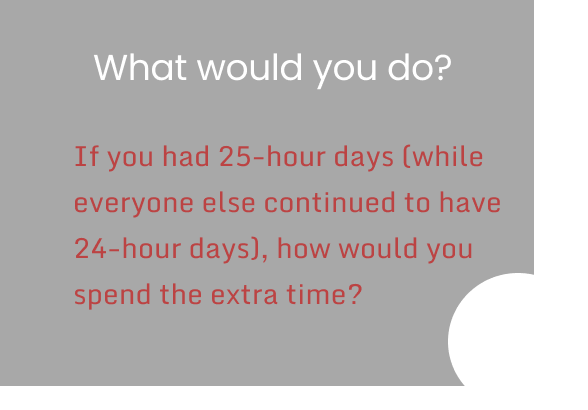 What would you do?
If you had 25-hour days (while
everyone else continued to have
24-hour days), how would you
spend the extra time?